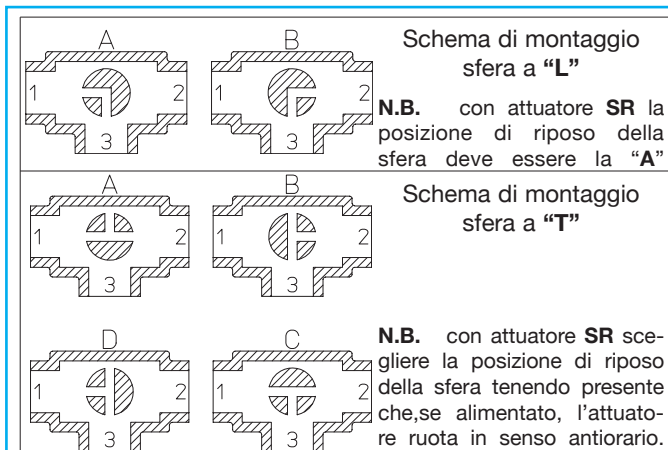 A B
1 2 1 2
3 3
Schema di montaggio
sfera a “L”
N.B. con attuatore SR la
posizione di riposo della
sfera deve essere la “A”
A B
1 2 1 2
3 3
Schema di montaggio
sfera a “T”
D C
1 2 1 2
3 3
N.B. con attuatore SR sce-
gliere la posizione di riposo
della sfera tenendo presente
che,se alimentato, l’attuato-
re ruota in senso antiorario.